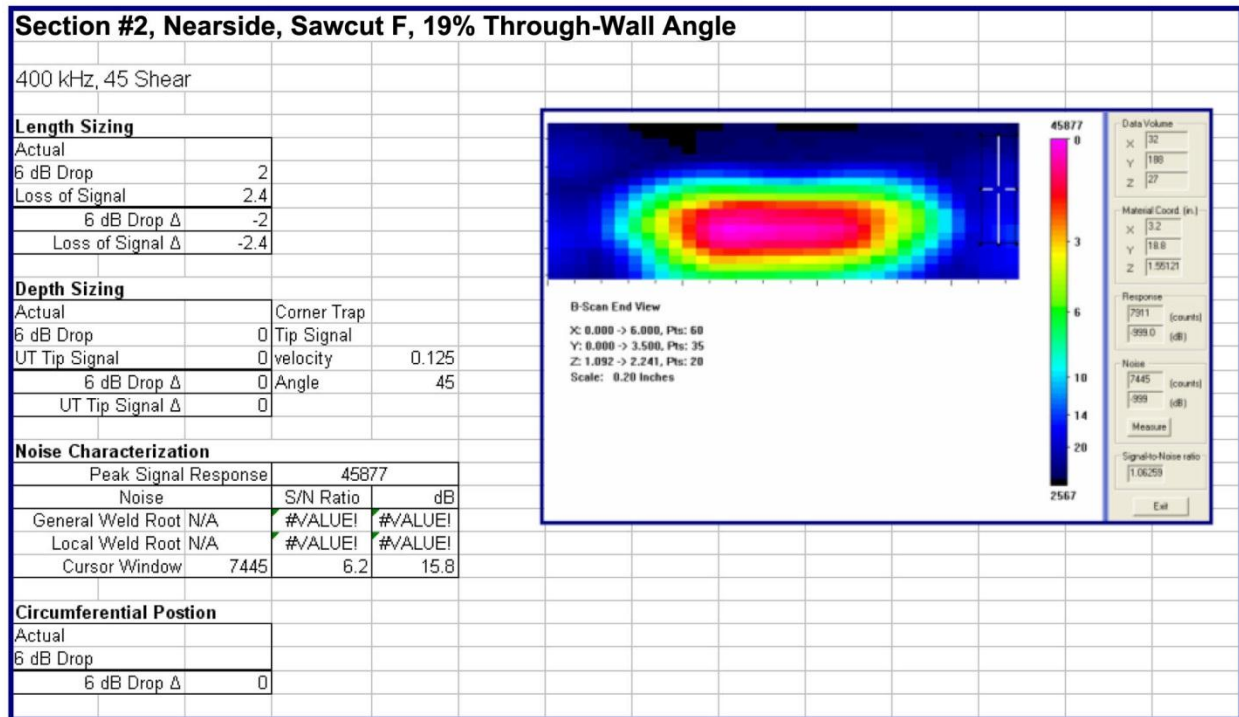 Section #2, Nearside, Sawcut F, 19% Through-Wall Angle
400 kHz, 45 Shear
Length Sizing
Actual
6 dB Drop 2
Loss of Signal 2.4
6 dB Drop Δ -2
Loss of Signal Δ -2.4
Depth Sizing
Actual Corner Trap
6 dB Drop 0 Tip Signal
UT Tip Signal 0 velocity 0.125
6 dB Drop Δ 0 Angle 45
UT Tip Signal Δ 0
Noise Characterization
Peak Signal Response 45877
Noise S/N Ratio dB
General Weld Root N/A #VALUE! #VALUE!
Local Weld Root N/A #VALUE! #VALUE!
Cursor Window 7445 6.2 15.8
Circumferential Postion
Actual
6 dB Drop
6 dB Drop Δ 0
B-Scan End View
X: 0.000 -> 6.000, Pts: 60
Y: 0.000 -> 3.500, Pts: 35
Z: 1.092 -> 2.241, Pts: 20
Scale: 0.20 Inches
45877
0
3
6
10
14
20
2567
Data Volume
X 32
Y 188
Z 27
Material Coord. (in.)
X 3.2
Y 18.8
Z 1.55121
Response
7911 (counts)
-999.0 (dB)
Noise
7445 (counts)
-999 (dB)
Measure
Signal-to-Noise ratio
1.06259
Exit